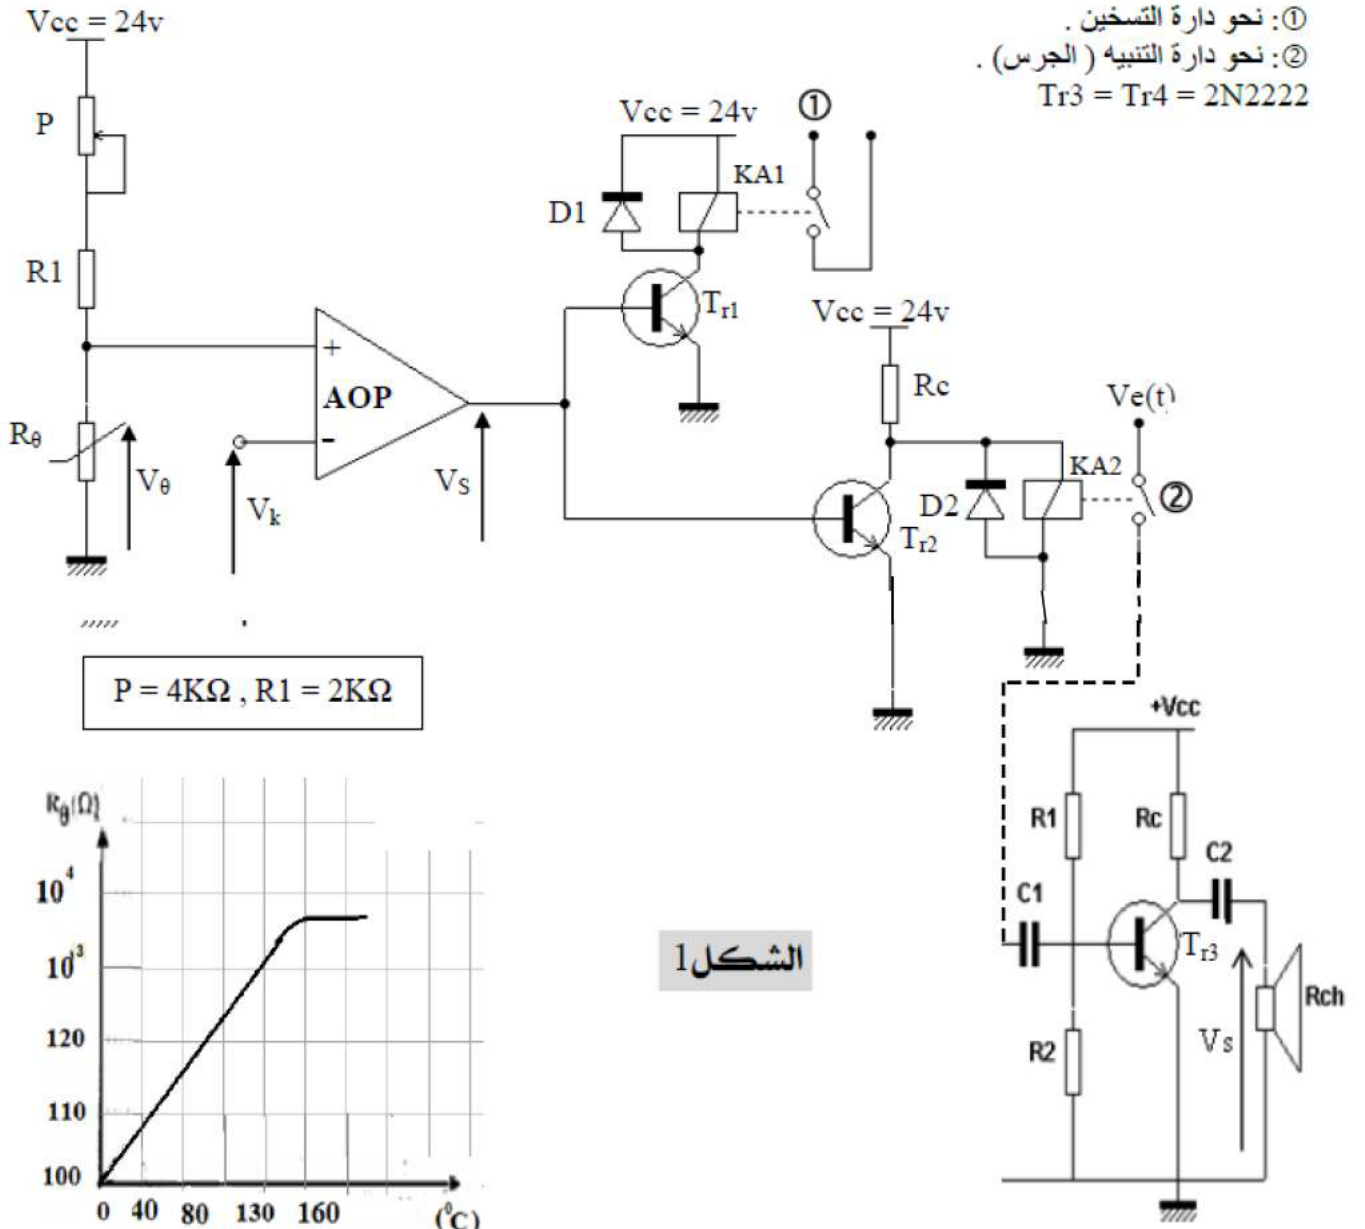 ①: نحو دارة التسخين .
②: نحو دارة التنبيه ( الجرس) .
Tr3 = Tr4 = 2N2222
Vcc = 24v
P
R1
Rθ
Vθ
Vk
+
AOP
-
VS
Vcc = 24v
①
KA1
D1
Tr1
Vcc = 24v
Rc
Ve(t)
KA2
D2
②
Tr2
P = 4KΩ , R1 = 2KΩ
+Vcc
R1
Rc
C2
C1
Tr3
Rch
Vs
R2
الشكل1
Rθ(Ω)
10⁴
10³
120
110
100
0 40 80 130 160 (⁰C)